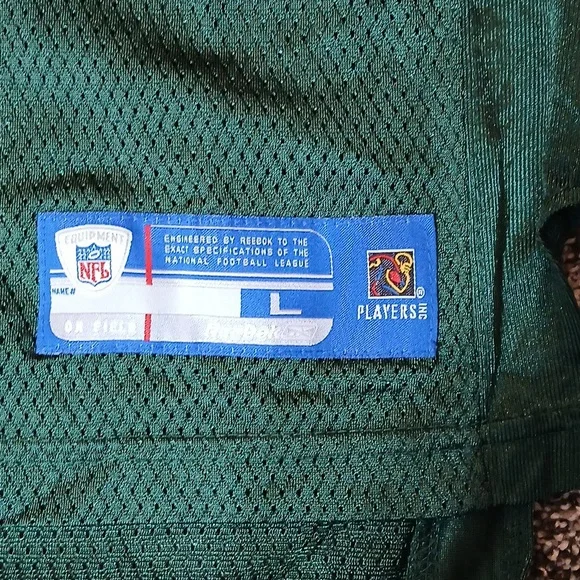 EQUIPMENT
NFL
NAME#
ON FIELD
ENGINEERED BY REEBOK TO THE
EXACT SPECIFICATIONS OF THE
NATIONAL FOOTBALL LEAGUE
L
Reebok
®
PLAYERS INC